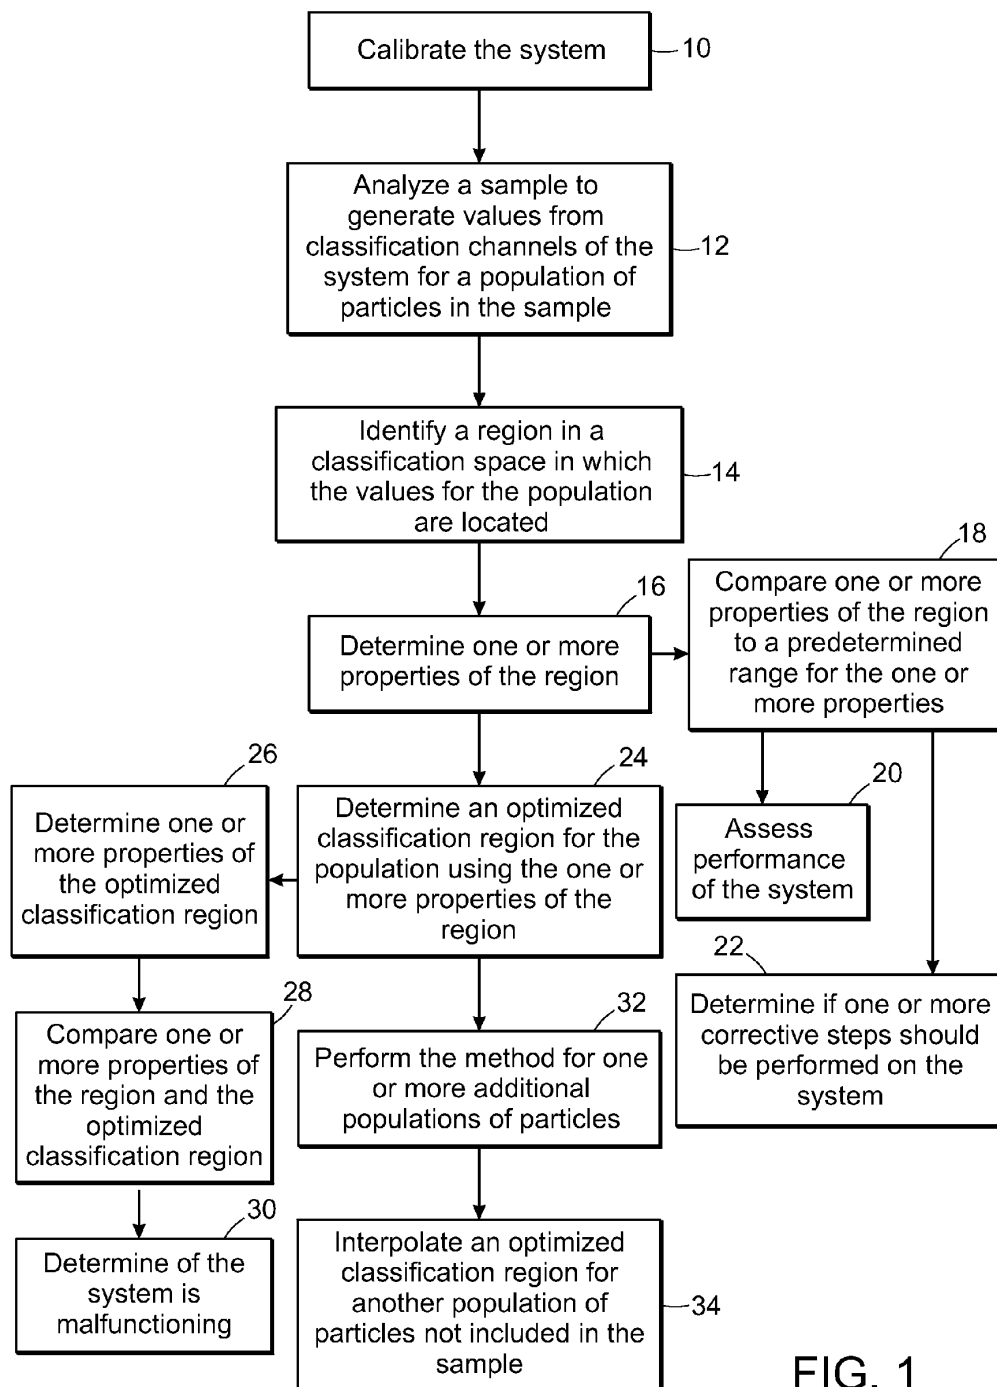 Calibrate the system
10
Analyze a sample to
generate values from
classification channels of the
system for a population of
particles in the sample
12
Identify a region in a
classification space in which
the values for the population
are located
14
16
Determine one or more
properties of the region
18
Compare one or more
properties of the region
to a predetermined
range for the one or
more properties
20
Assess
performance
of the system
22
Determine if one or more
corrective steps should
be performed on the
system
24
Determine an optimized
classification region for the
population using the one or
more properties of the
region
26
Determine one or
more properties of
the optimized
classification region
28
Compare one or
more properties of
the region and the
optimized
classification region
30
Determine of the
system is
malfunctioning
32
Perform the method for one
or more additional
populations of particles
Interpolate an optimized
classification region for
another population of
particles not included in the
sample
34
FIG. 1